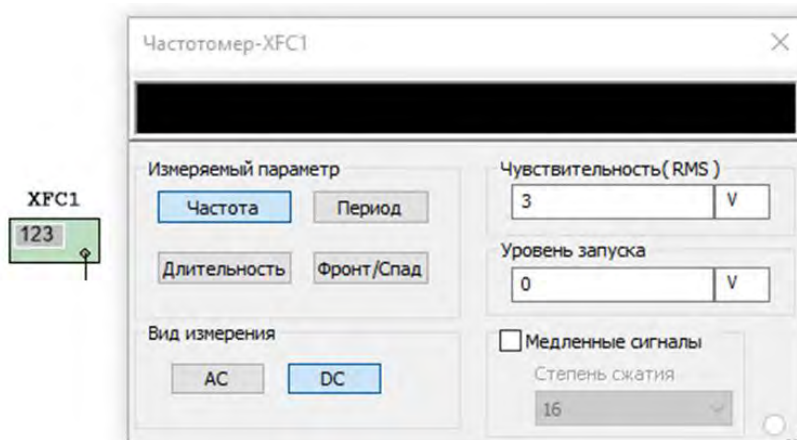 Частотомер-XFC1
XFC1
123
Измеряемый параметр
Частота
Период
Длительность
Фронт/Спад
Вид измерения
AC
DC
Чувствительность( RMS )
3
V
Уровень запуска
0
V
Медленные сигналы
Степень сжатия
16